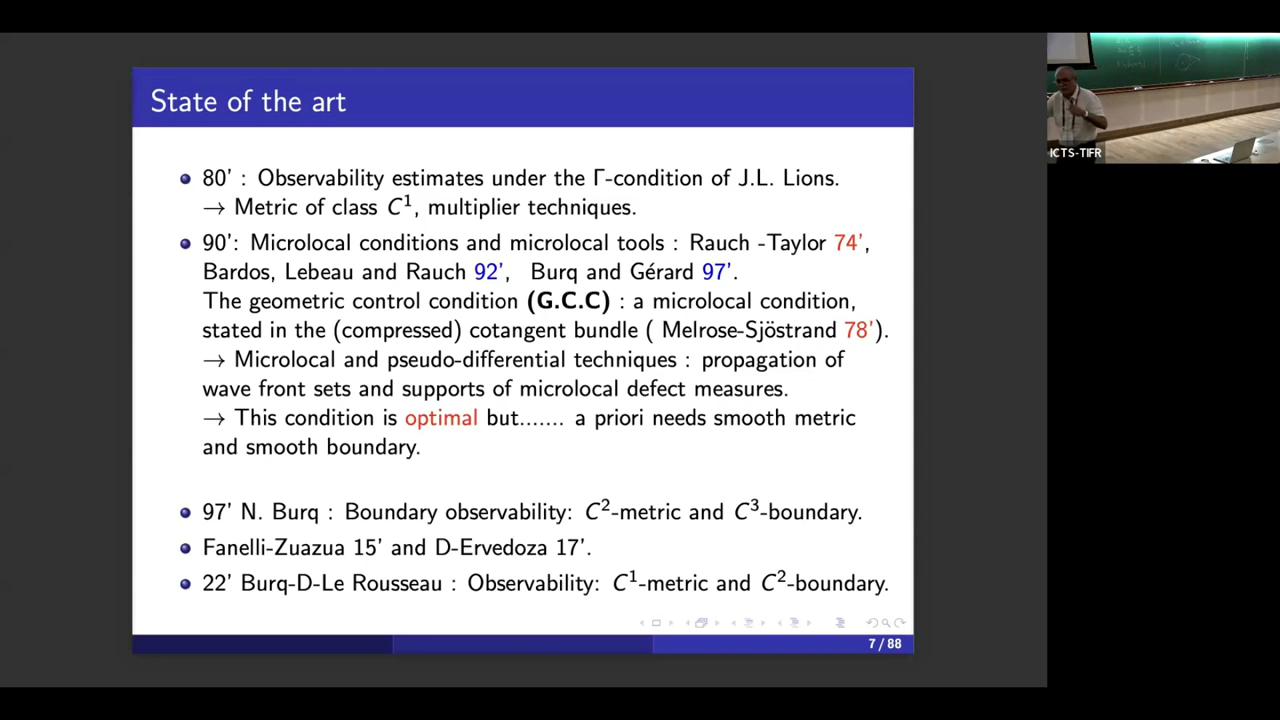 State of the art
80' : Observability estimates under the Γ-condition of J.L. Lions.
→ Metric of class C¹, multiplier techniques.
90': Microlocal conditions and microlocal tools : Rauch -Taylor 74',
Bardos, Lebeau and Rauch 92', Burq and Gérard 97'.
The geometric control condition (G.C.C) : a microlocal condition,
stated in the (compressed) cotangent bundle ( Melrose-Sjöstrand 78').
→ Microlocal and pseudo-differential techniques : propagation of
wave front sets and supports of microlocal defect measures.
→ This condition is optimal but....... a priori needs smooth metric
and smooth boundary.
97' N. Burq : Boundary observability: C²-metric and C³-boundary.
Fanelli-Zuazua 15' and D-Ervedoza 17'.
22' Burq-D-Le Rousseau : Observability: C¹-metric and C²-boundary.
7 / 88
ICTS-TIFR